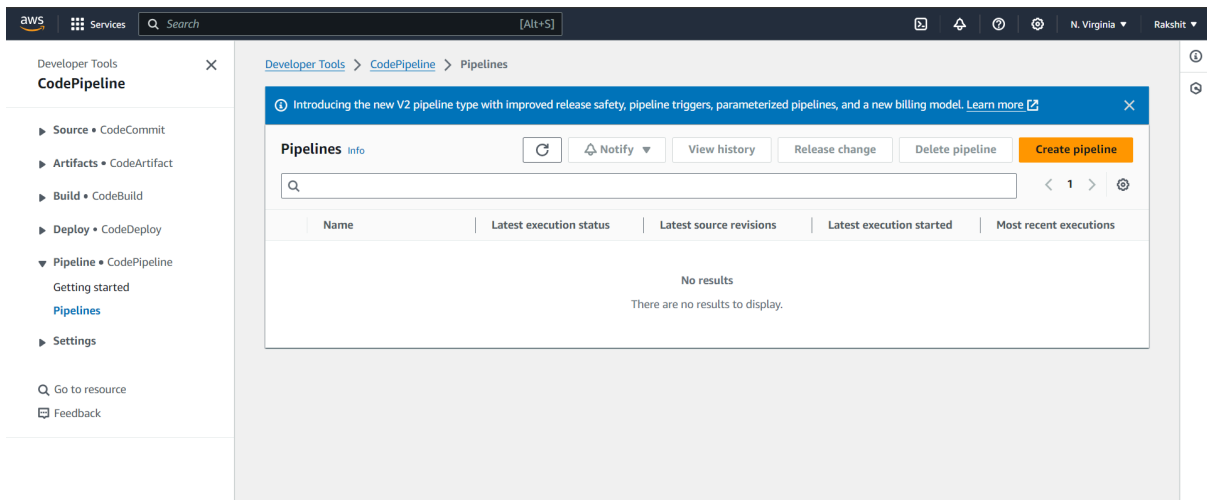 aws Services Search [Alt+S] N. Virginia Rakshit
Developer Tools
CodePipeline
Source • CodeCommit
Artifacts • CodeArtifact
Build • CodeBuild
Deploy • CodeDeploy
Pipeline • CodePipeline
Getting started
Pipelines
Settings
Go to resource
Feedback
Developer Tools > CodePipeline > Pipelines
Introducing the new V2 pipeline type with improved release safety, pipeline triggers, parameterized pipelines, and a new billing model. Learn more
Pipelines Info Notify View history Release change Delete pipeline Create pipeline
< 1 >
Name Latest execution status Latest source revisions Latest execution started Most recent executions
No results
There are no results to display.